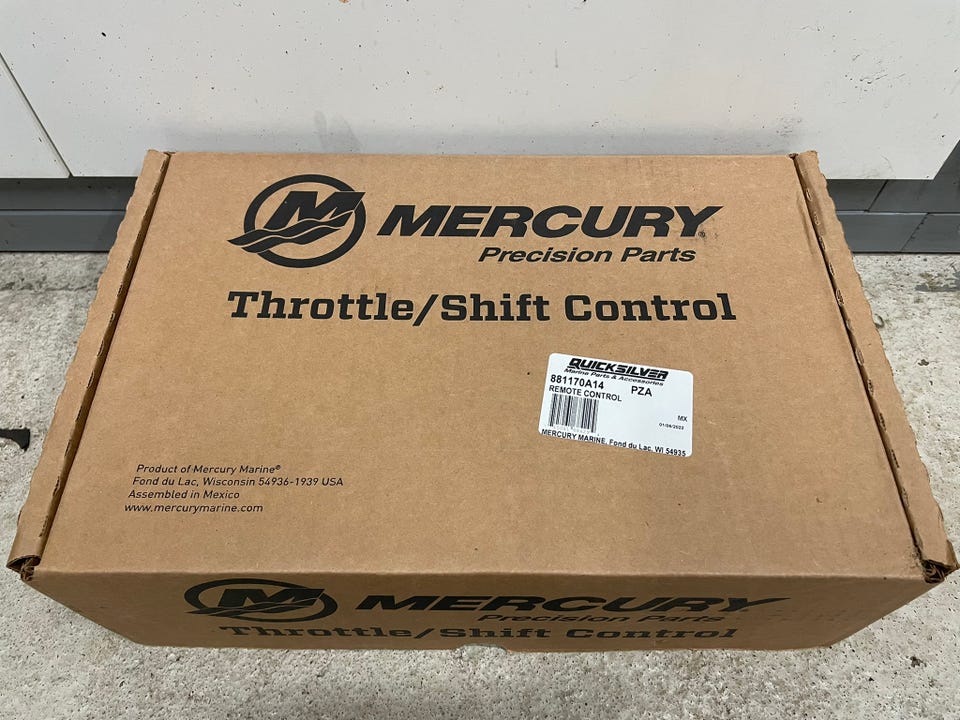 M MERCURY
Precision Parts
Throttle/Shift Control
QUICKSILVER
Marine Parts & Accessories
881170A14 PZA
REMOTE CONTROL
MX
01/04/2022
MERCURY MARINE, Fond du Lac, WI 54935
Product of Mercury Marine®
Fond du Lac, Wisconsin 54936-1939 USA
Assembled in Mexico
www.mercurymarine.com
M MERCURY
Precision Parts
Throttle/Shift Control